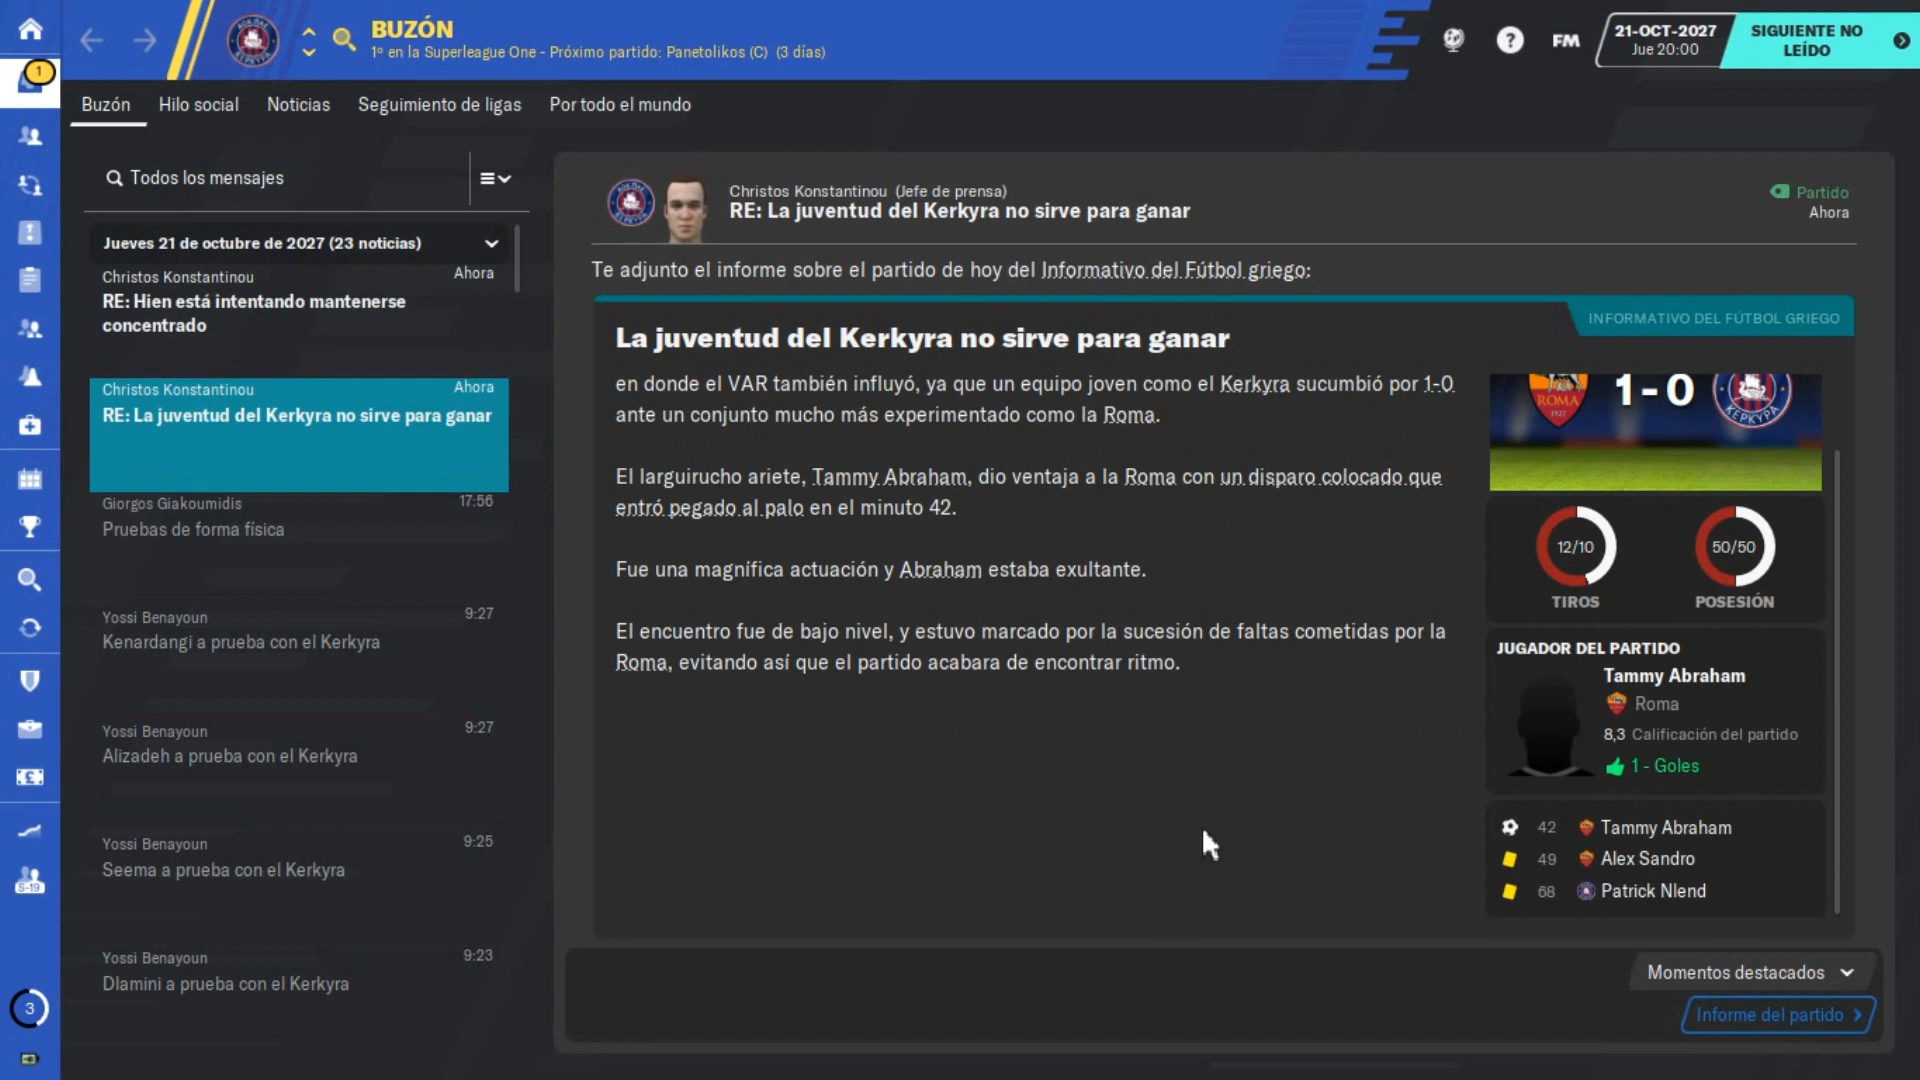 BUZÓN
1º en la Superleague One - Próximo partido: Panetolikos (C) (3 días)
FM
21-OCT-2027
Jue 20:00
SIGUIENTE NO
LEÍDO
1
Buzón
Hilo social
Noticias
Seguimiento de ligas
Por todo el mundo
Todos los mensajes
Jueves 21 de octubre de 2027 (23 noticias)
Christos Konstantinou
Ahora
RE: Hien está intentando mantenerse
concentrado
Christos Konstantinou
Ahora
RE: La juventud del Kerkyra no sirve para ganar
Giorgos Giakoumidis
17:56
Pruebas de forma física
Yossi Benayoun
9:27
Kenardangi a prueba con el Kerkyra
Yossi Benayoun
9:27
Alizadeh a prueba con el Kerkyra
Yossi Benayoun
9:25
Seema a prueba con el Kerkyra
Yossi Benayoun
9:23
Dlamini a prueba con el Kerkyra
S-19
3
Christos Konstantinou (Jefe de prensa)
RE: La juventud del Kerkyra no sirve para ganar
Partido
Ahora
Te adjunto el informe sobre el partido de hoy del Informativo del Fútbol griego:
INFORMATIVO DEL FÚTBOL GRIEGO
La juventud del Kerkyra no sirve para ganar
en donde el VAR también influyó, ya que un equipo joven como el Kerkyra sucumbió por 1-0
ante un conjunto mucho más experimentado como la Roma.
El larguirucho ariete, Tammy Abraham, dio ventaja a la Roma con un disparo colocado que
entró pegado al palo en el minuto 42.
Fue una magnífica actuación y Abraham estaba exultante.
El encuentro fue de bajo nivel, y estuvo marcado por la sucesión de faltas cometidas por la
Roma, evitando así que el partido acabara de encontrar ritmo.
ROMA
1927
1-0
ΚΕΡΚΥΡΑ
12/10
50/50
TIROS
POSESIÓN
JUGADOR DEL PARTIDO
Tammy Abraham
Roma
8,3 Calificación del partido
1 - Goles
42 Tammy Abraham
49 Alex Sandro
68 Patrick Nlend
Momentos destacados
Informe del partido